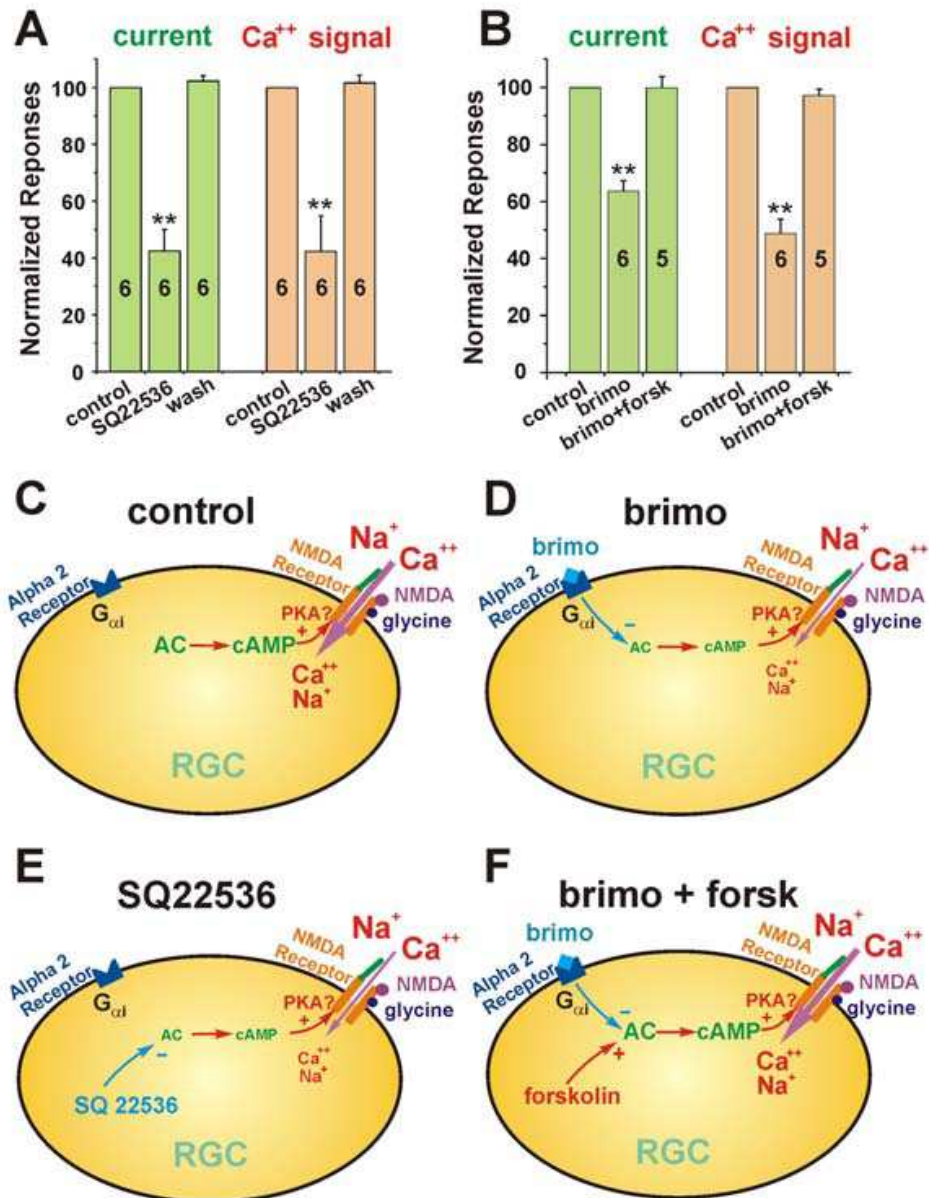 A
current Ca++ signal
Normalized Reponses
100
80
60
40
20
0
** **
6 6 6 6 6 6
control SQ22536 wash control SQ22536 wash
B
current Ca++ signal
Normalized Reponses
100
80
60
40
20
0
** **
6 5 6 5
control brimo brimo+forsk control brimo brimo+forsk
C
control
Alpha 2
Receptor
Gαi
NMDA
Receptor
Na+
Ca++
NMDA
glycine
PKA?
+
AC cAMP
Ca++
Na+
RGC
D
brimo
brimo
Alpha 2
Receptor
Gαi
NMDA
Receptor
Na+
Ca++
NMDA
glycine
PKA?
+
–
AC cAMP
Ca++
Na+
RGC
E
SQ22536
Alpha 2
Receptor
Gαi
NMDA
Receptor
Na+
Ca++
NMDA
glycine
PKA?
+
–
AC cAMP
Ca++
Na+
SQ 22536
RGC
F
brimo + forsk
brimo
Alpha 2
Receptor
Gαi
NMDA
Receptor
Na+
Ca++
NMDA
glycine
PKA?
+
–
AC cAMP
+
forskolin
Ca++
Na+
RGC